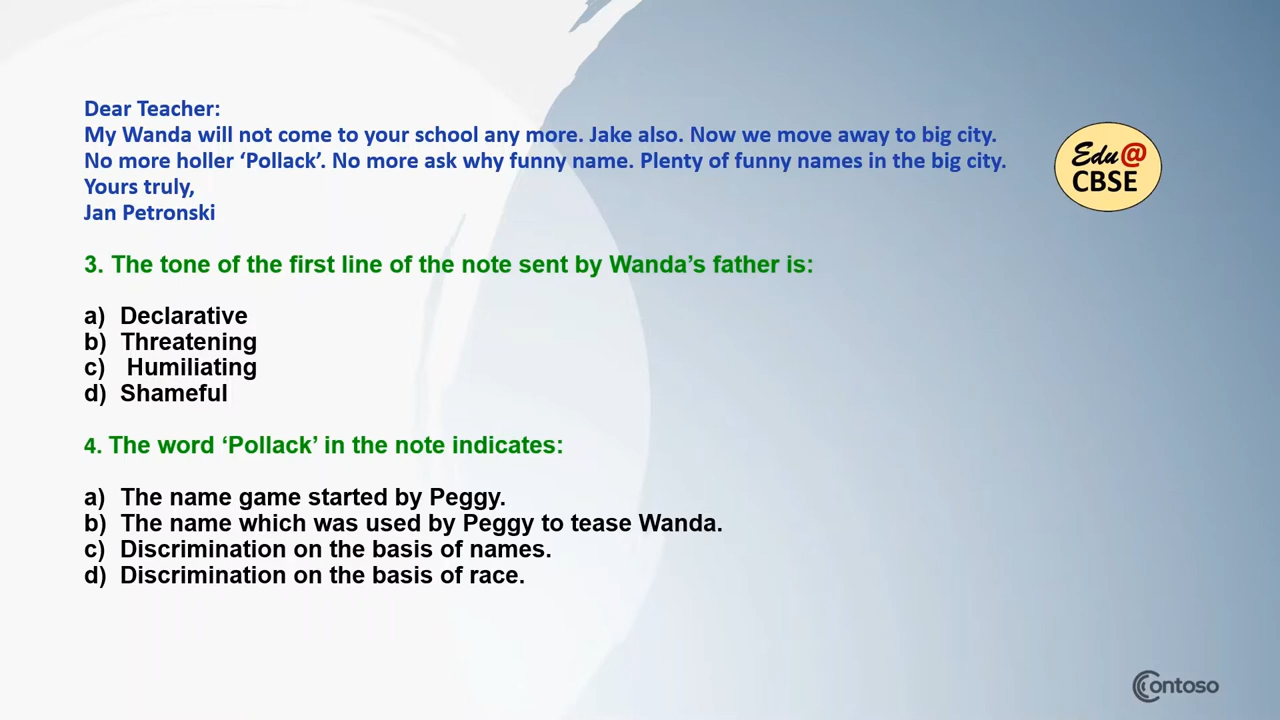 Dear Teacher:
My Wanda will not come to your school any more. Jake also. Now we move away to big city.
No more holler ‘Pollack’. No more ask why funny name. Plenty of funny names in the big city.
Yours truly,
Jan Petronski
Edu@
CBSE
3. The tone of the first line of the note sent by Wanda’s father is:
a) Declarative
b) Threatening
c) Humiliating
d) Shameful
4. The word ‘Pollack’ in the note indicates:
a) The name game started by Peggy.
b) The name which was used by Peggy to tease Wanda.
c) Discrimination on the basis of names.
d) Discrimination on the basis of race.
Contoso